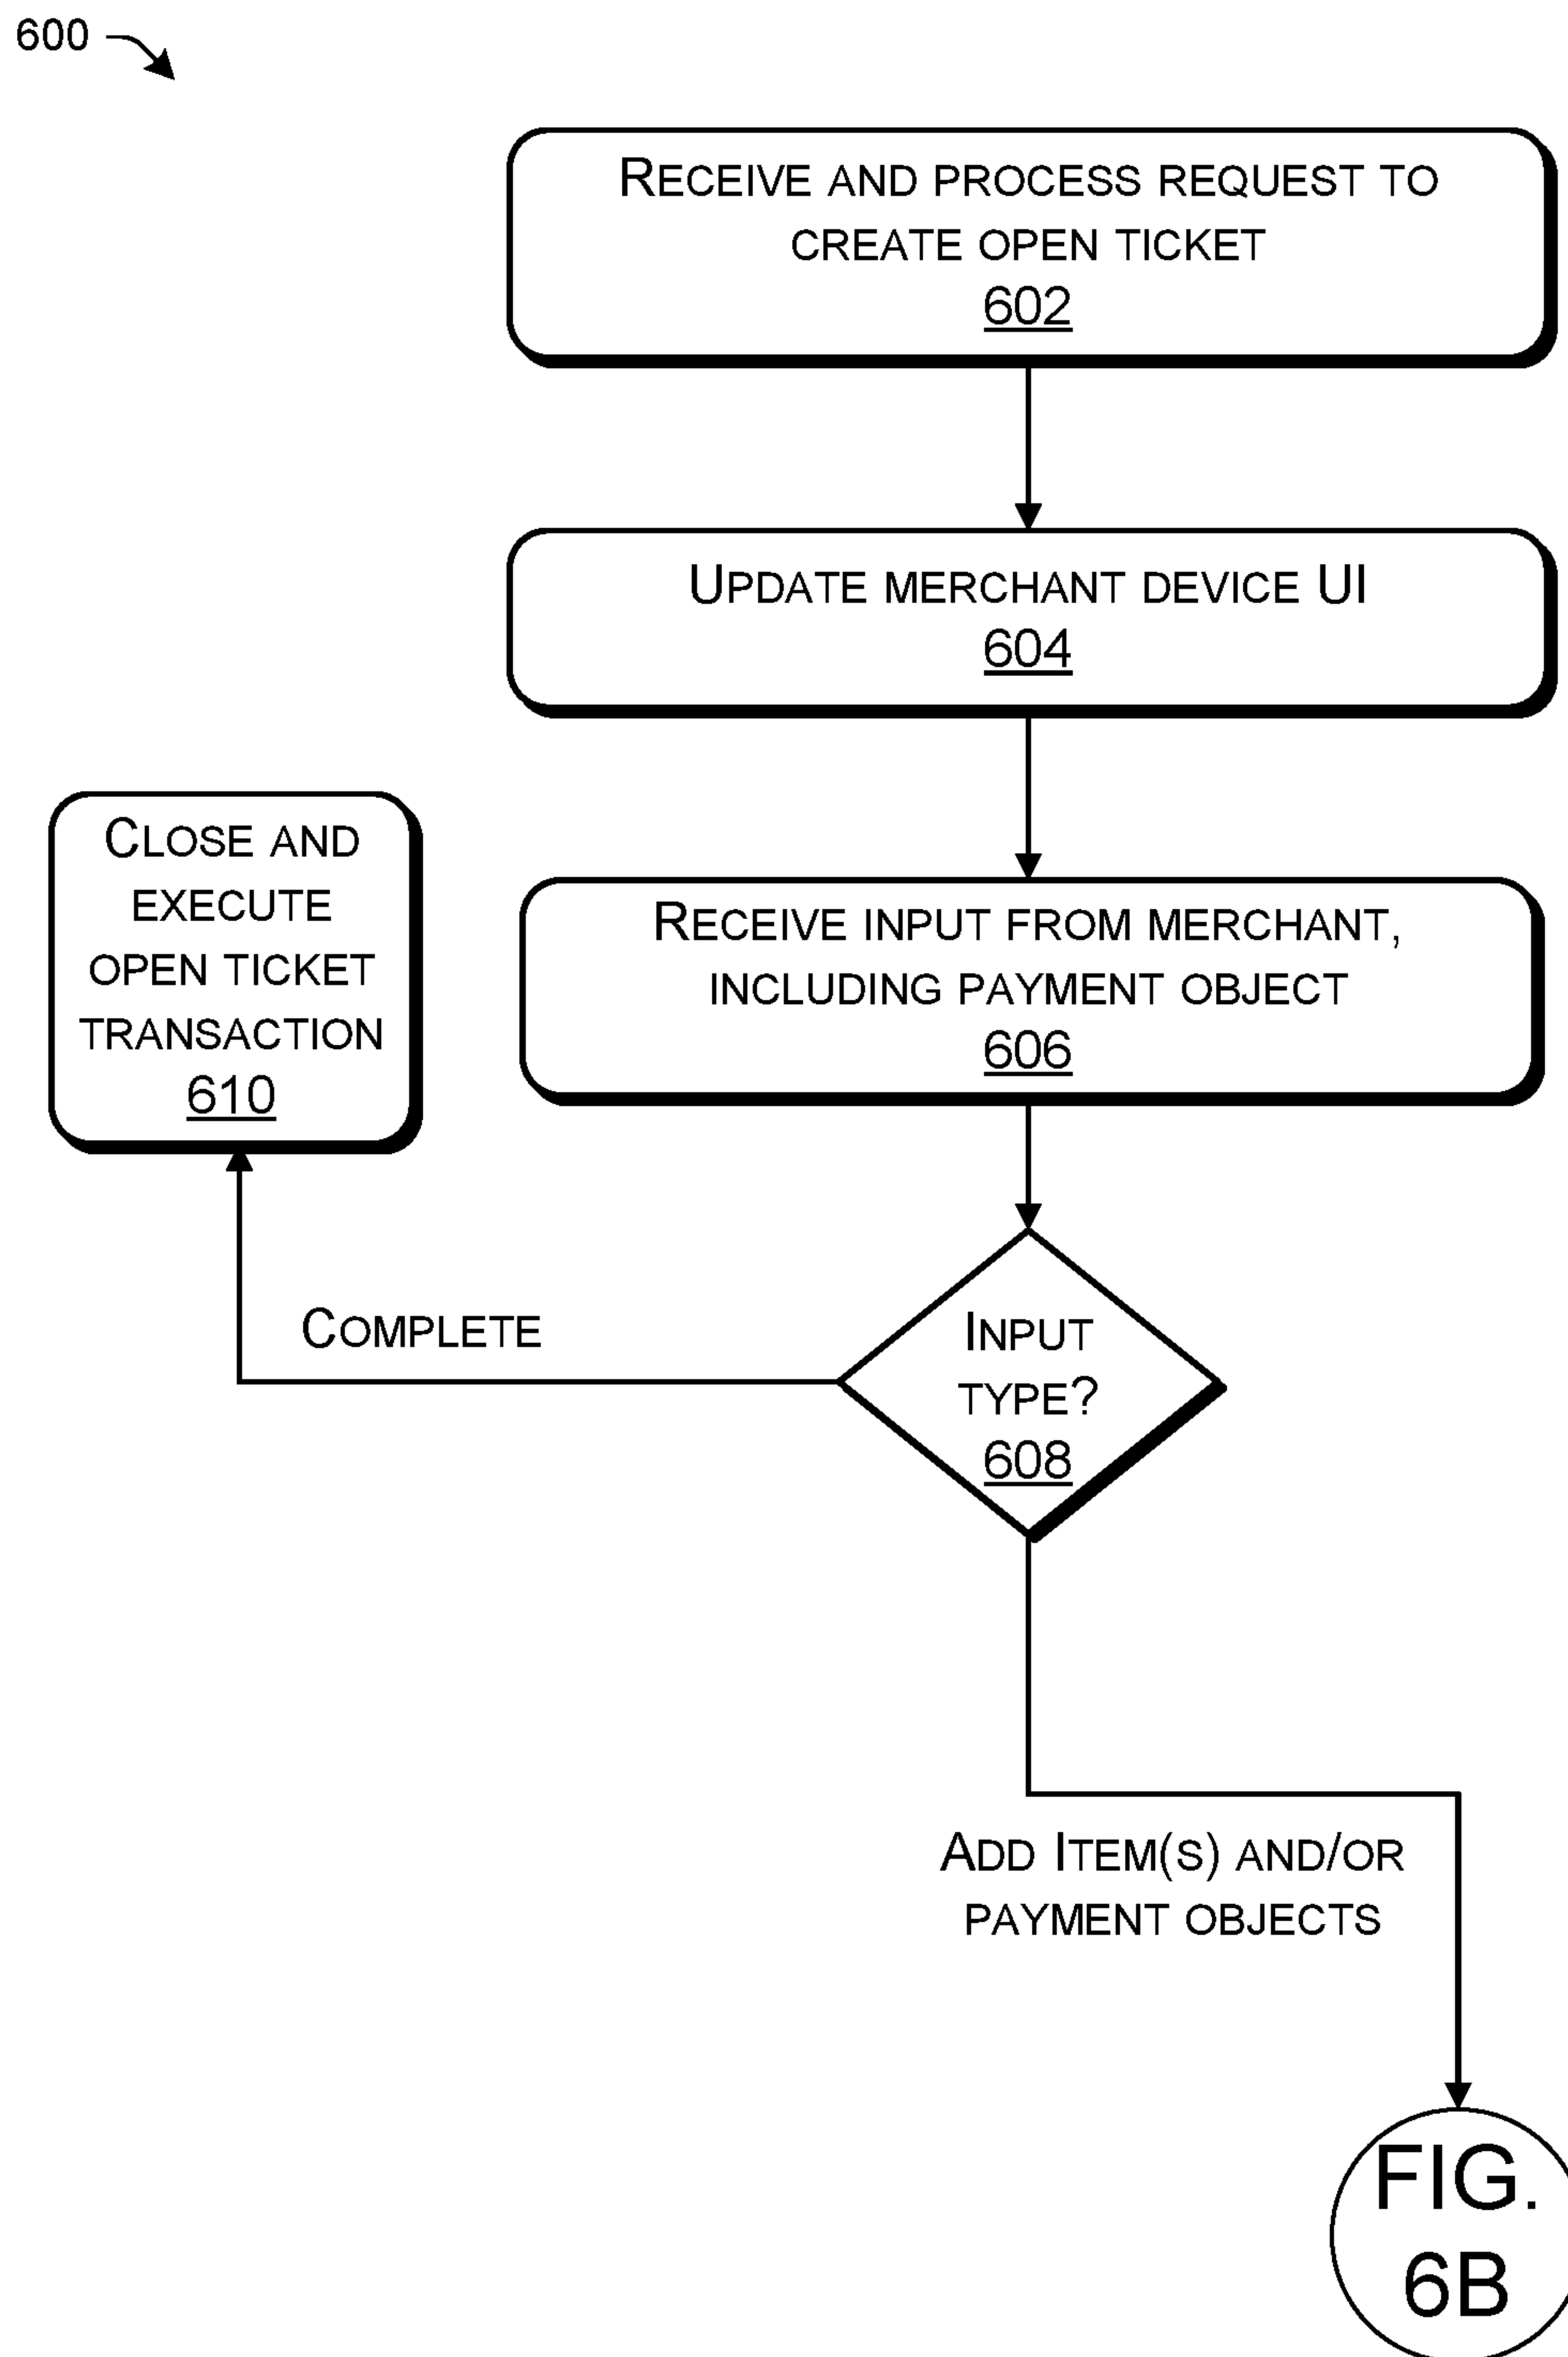 600
RECEIVE AND PROCESS REQUEST TO
CREATE OPEN TICKET
602
UPDATE MERCHANT DEVICE UI
604
CLOSE AND
EXECUTE
OPEN TICKET
TRANSACTION
610
RECEIVE INPUT FROM MERCHANT,
INCLUDING PAYMENT OBJECT
606
COMPLETE
INPUT
TYPE?
608
ADD ITEM(S) AND/OR
PAYMENT OBJECTS
FIG.
6B